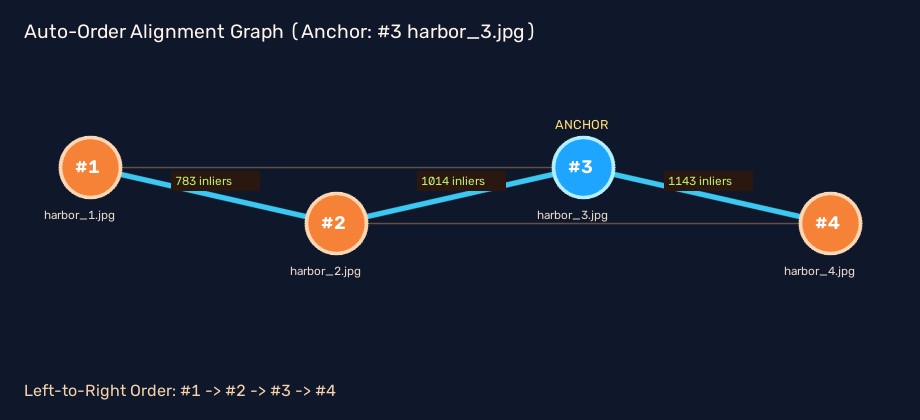 Auto-Order Alignment Graph (Anchor: #3 harbor_3.jpg)
ANCHOR
#1
#3
783 inliers
1014 inliers
1143 inliers
harbor_1.jpg
harbor_3.jpg
#2
#4
harbor_2.jpg
harbor_4.jpg
Left-to-Right Order: #1 -> #2 -> #3 -> #4